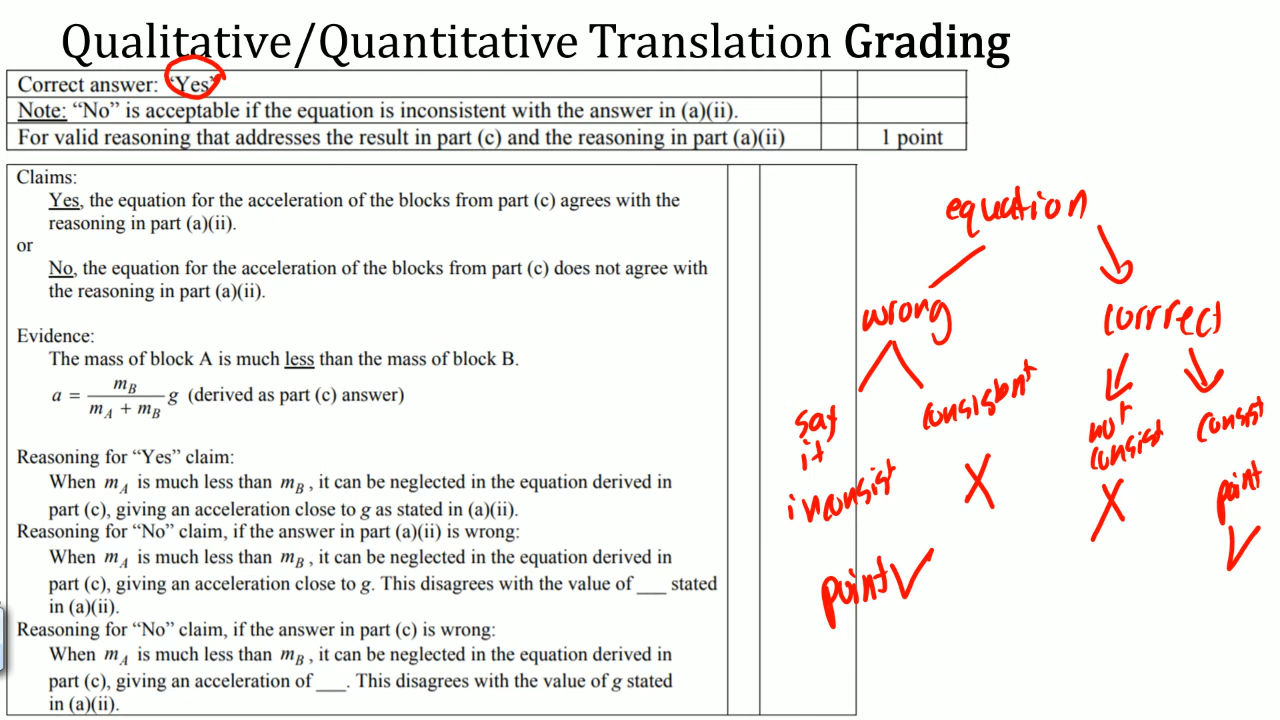 Qualitative/Quantitative Translation Grading
Correct answer: "Yes"
Note: "No" is acceptable if the equation is inconsistent with the answer in (a)(ii).
For valid reasoning that addresses the result in part (c) and the reasoning in part (a)(ii) 1 point
Claims:
Yes, the equation for the acceleration of the blocks from part (c) agrees with the
reasoning in part (a)(ii).
or
No, the equation for the acceleration of the blocks from part (c) does not agree with
the reasoning in part (a)(ii).
Evidence:
The mass of block A is much less than the mass of block B.
a = m_B / (m_A + m_B) g (derived as part (c) answer)
Reasoning for "Yes" claim:
When m_A is much less than m_B, it can be neglected in the equation derived in
part (c), giving an acceleration close to g as stated in (a)(ii).
Reasoning for "No" claim, if the answer in part (a)(ii) is wrong:
When m_A is much less than m_B, it can be neglected in the equation derived in
part (c), giving an acceleration close to g. This disagrees with the value of ___ stated
in (a)(ii).
Reasoning for "No" claim, if the answer in part (c) is wrong:
When m_A is much less than m_B, it can be neglected in the equation derived in
part (c), giving an acceleration of ___. This disagrees with the value of g stated
in (a)(ii).
equation
wrong
correct
say
it
inconsist
point ✓
consistent
X
not
consist
X
consist
point
✓